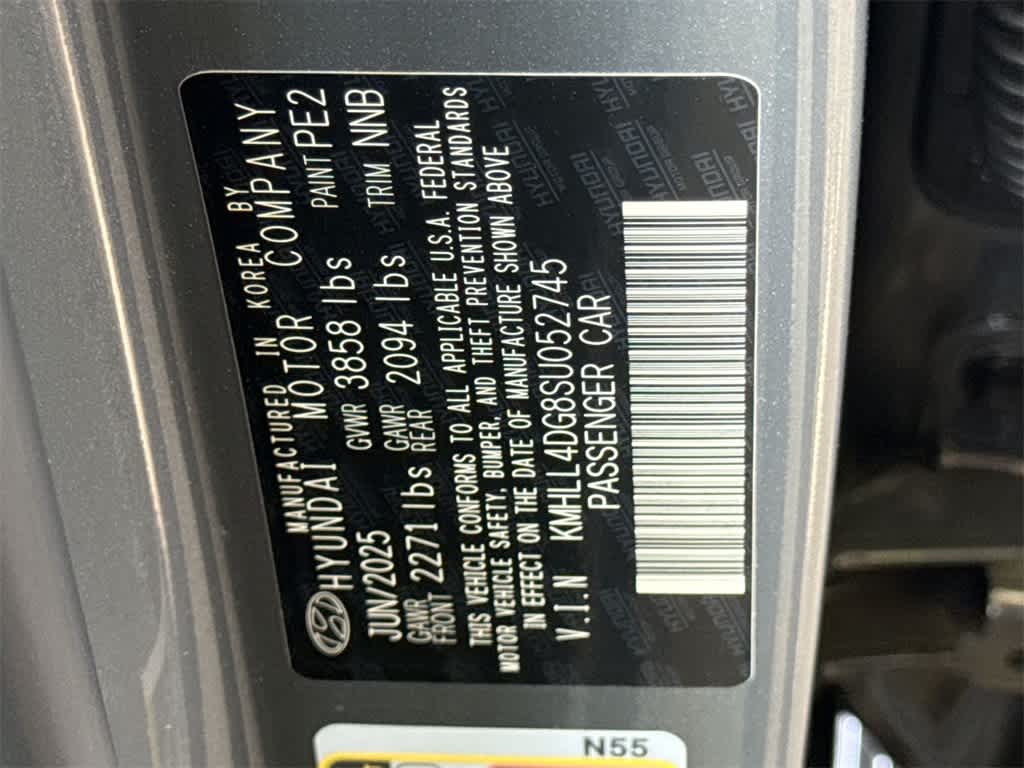 MANUFACTURED IN KOREA BY
HYUNDAI MOTOR COMPANY
JUN/2025 GVWR 3858 lbs PAINT PE2
GAWR FRONT 2271 lbs GAWR REAR 2094 lbs TRIM NNB
THIS VEHICLE CONFORMS TO ALL APPLICABLE U.S.A. FEDERAL
MOTOR VEHICLE SAFETY, BUMPER, AND THEFT PREVENTION STANDARDS
IN EFFECT ON THE DATE OF MANUFACTURE SHOWN ABOVE
V.I.N KMHLL4DG8SU052745
PASSENGER CAR
N55